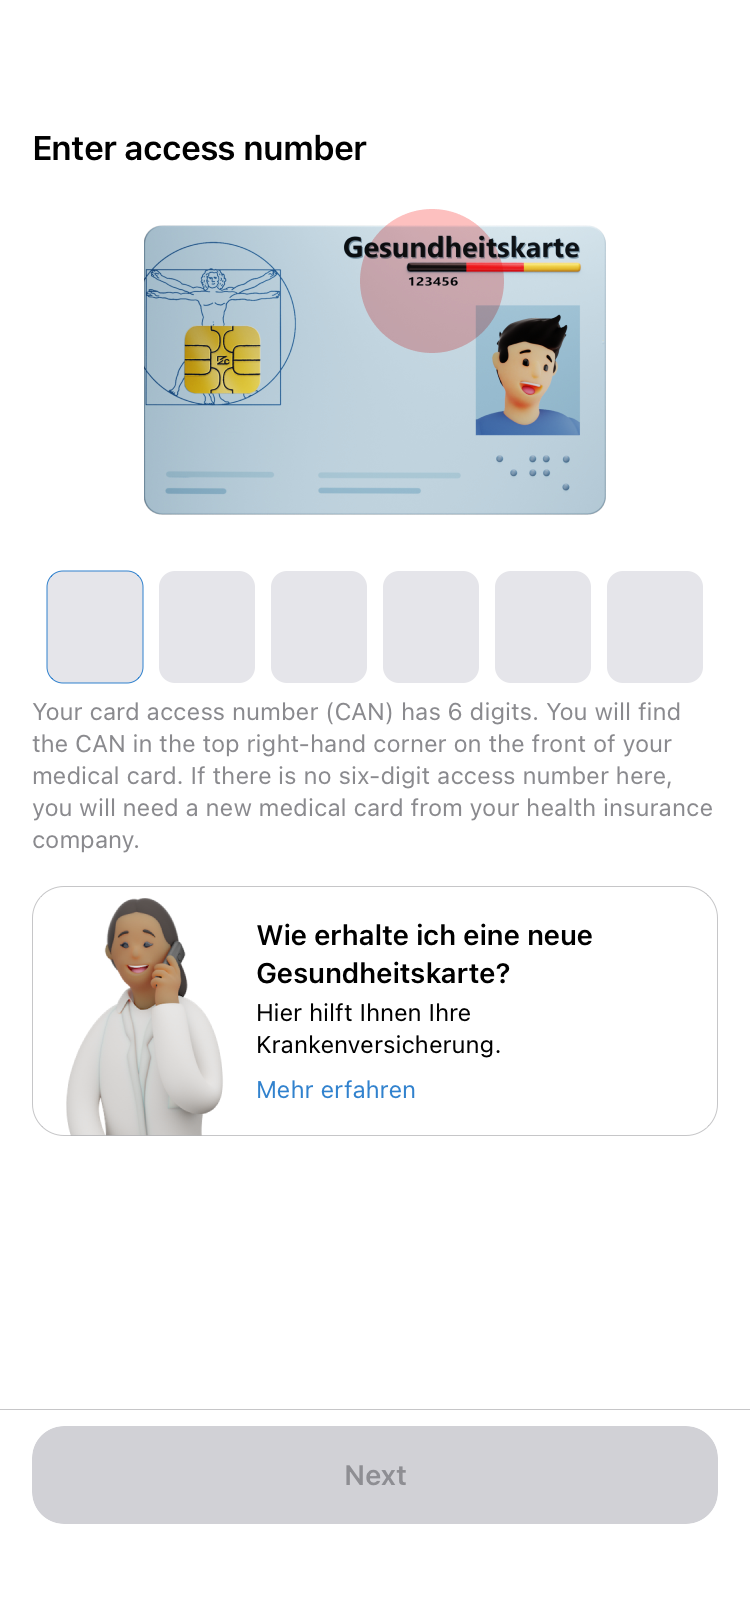 Enter access number
Gesundheitskarte
123456
Your card access number (CAN) has 6 digits. You will find
the CAN in the top right-hand corner on the front of your
medical card. If there is no six-digit access number here,
you will need a new medical card from your health insurance
company.
Wie erhalte ich eine neue
Gesundheitskarte?
Hier hilft Ihnen Ihre
Krankenversicherung.
Mehr erfahren
Next